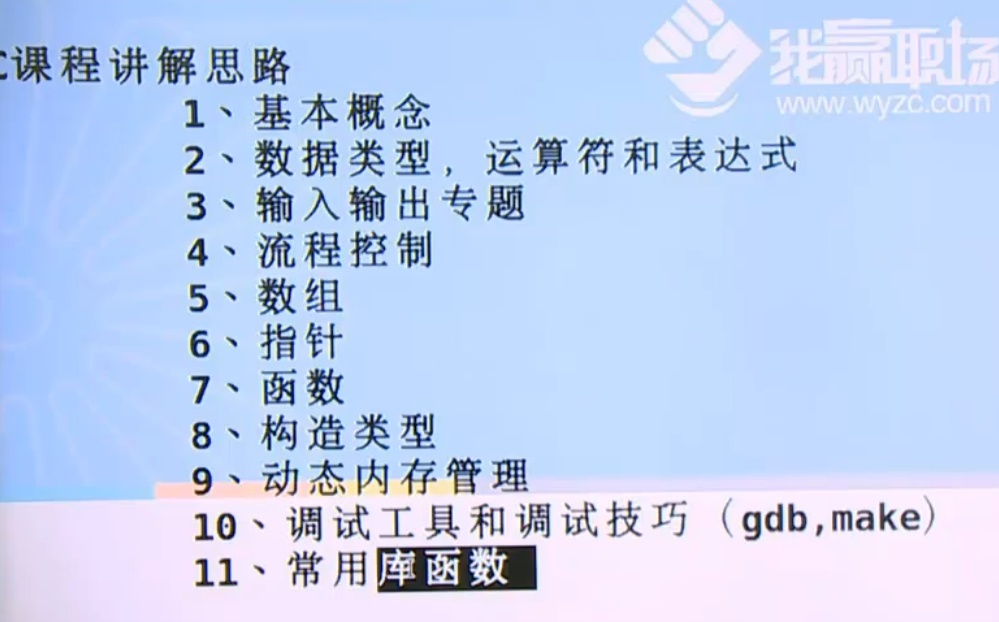 C课程讲解思路
1、基本概念
2、数据类型，运算符和表达式
3、输入输出专题
4、流程控制
5、数组
6、指针
7、函数
8、构造类型
9、动态内存管理
10、调试工具和调试技巧（gdb,make）
11、常用库函数
我赢职场
www.wyzc.com